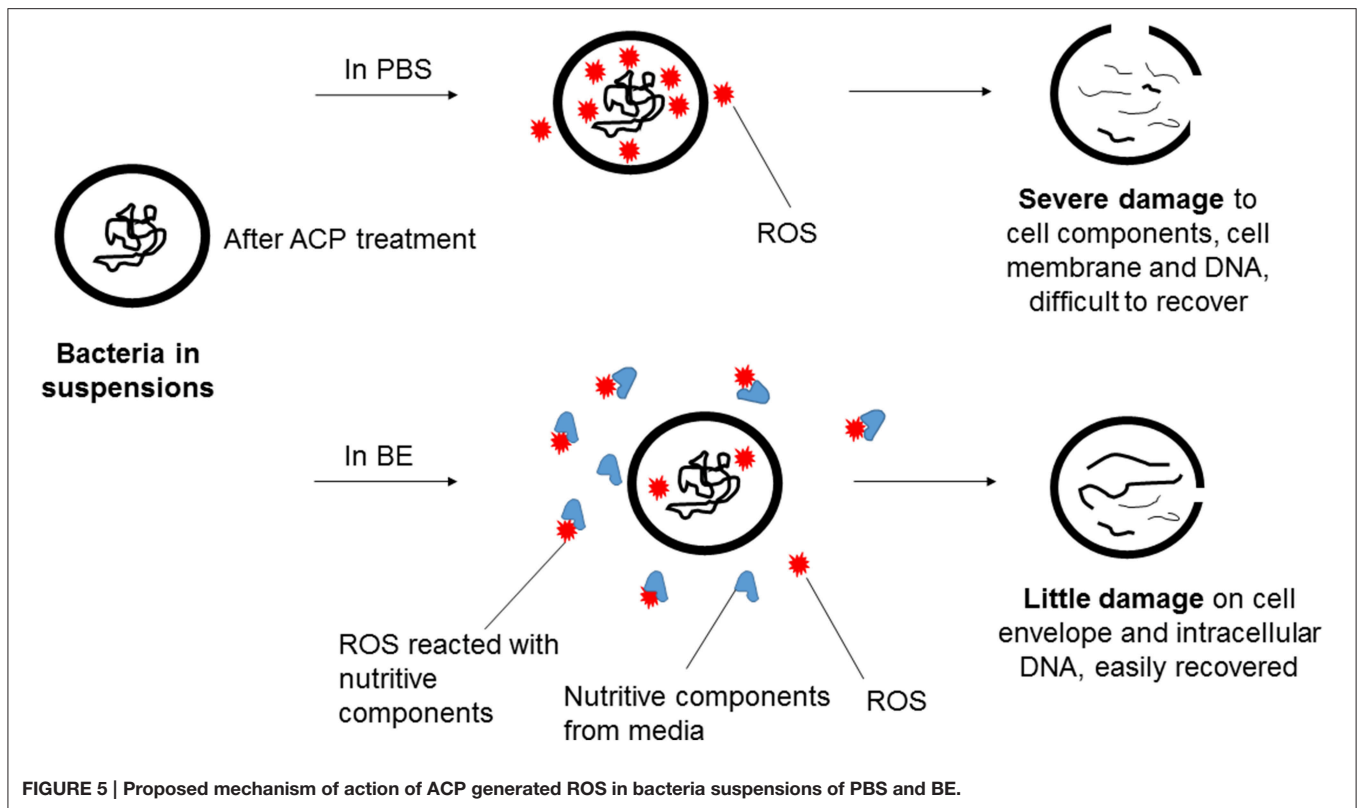 In PBS
ROS
Severe damage to
cell components, cell
membrane and DNA,
difficult to recover
After ACP treatment
Bacteria in
suspensions
In BE
ROS reacted with
nutritive
components
Nutritive components
from media
ROS
Little damage on cell
envelope and intracellular
DNA, easily recovered
FIGURE 5 | Proposed mechanism of action of ACP generated ROS in bacteria suspensions of PBS and BE.